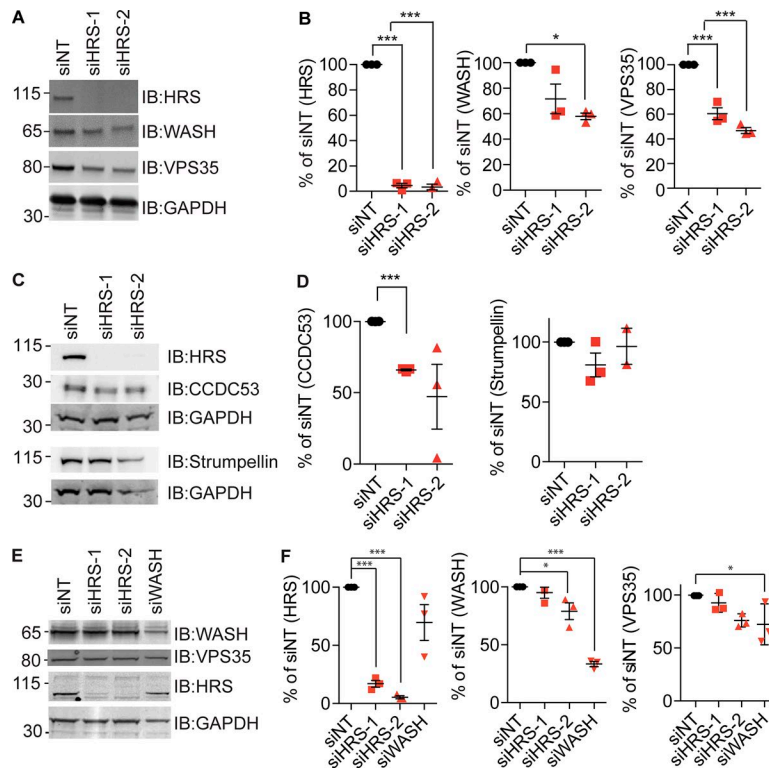 A
siNT
siHRS-1
siHRS-2
115
IB:HRS
65
IB:WASH
80
IB:VPS35
IB:GAPDH
30
B
% of siNT (HRS)
100
80
60
40
20
0
***
***
siNT
siHRS-1
siHRS-2
% of siNT (WASH)
100
80
60
40
20
0
*
siNT
siHRS-1
siHRS-2
% of siNT (VPS35)
100
80
60
40
20
0
***
***
siNT
siHRS-1
siHRS-2
C
siNT
siHRS-1
siHRS-2
115
IB:HRS
30
IB:CCDC53
IB:GAPDH
115
IB:Strumpellin
30
IB:GAPDH
D
% of siNT (CCDC53)
100
50
0
***
siNT
siHRS-1
siHRS-2
% of siNT (Strumpellin)
100
50
0
siNT
siHRS-1
siHRS-2
E
siNT
siHRS-1
siHRS-2
siWASH
65
IB:WASH
80
IB:VPS35
115
IB:HRS
30
IB:GAPDH
F
% of siNT (HRS)
100
50
0
***
***
siNT
siHRS-1
siHRS-2
siWASH
% of siNT (WASH)
100
50
0
***
*
siNT
siHRS-1
siHRS-2
siWASH
% of siNT (VPS35)
100
50
0
*
siNT
siHRS-1
siHRS-2
siWASH